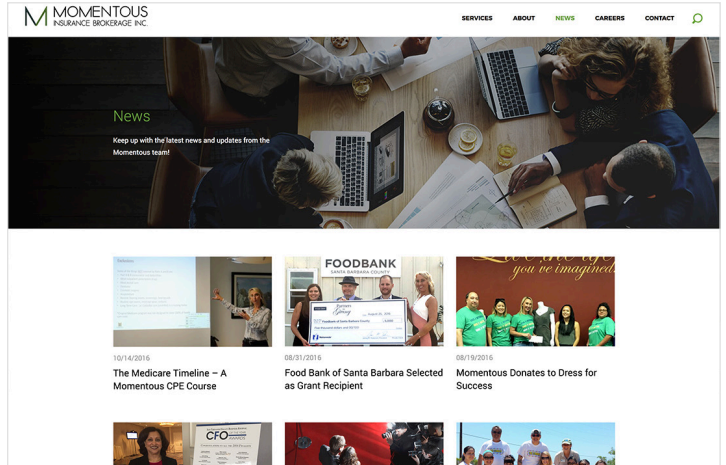 MOMENTOUS
INSURANCE BROKERAGE INC.
SERVICES ABOUT NEWS CAREERS CONTACT
News
Keep up with the latest news and updates from the
Momentous team!
FOODBANK
SANTA BARBARA COUNTY
you've imagined.
10/14/2016
The Medicare Timeline – A
Momentous CPE Course
08/31/2016
Food Bank of Santa Barbara Selected
as Grant Recipient
08/19/2016
Momentous Donates to Dress for
Success
CFO
AWARDS